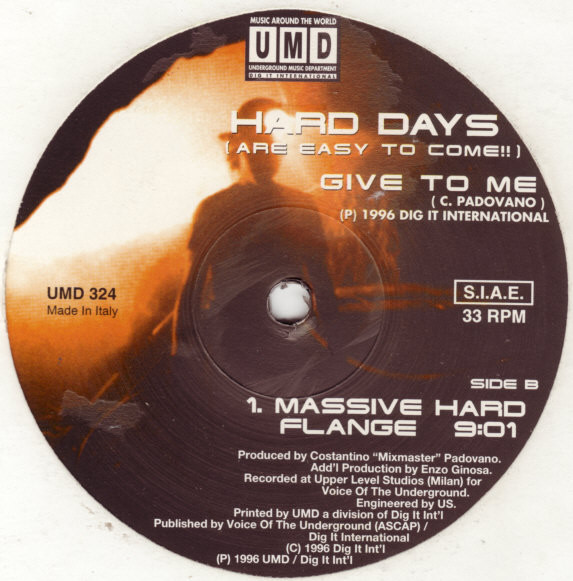 MUSIC AROUND THE WORLD
UMD
UNDERGROUND MUSIC DEPARTMENT
DIG IT INTERNATIONAL
HARD DAYS
(ARE EASY TO COME!!)
GIVE TO ME
( C. PADOVANO )
(P) 1996 DIG IT INTERNATIONAL
UMD 324
Made In Italy
S.I.A.E.
33 RPM
SIDE B
1. MASSIVE HARD
FLANGE 9:01
Produced by Costantino "Mixmaster" Padovano.
Add'l Production by Enzo Ginosa.
Recorded at Upper Level Studios (Milan) for
Voice Of The Underground.
Engineered by US.
Printed by UMD a division of Dig It Int'l
Published by Voice Of The Underground (ASCAP) /
Dig It International
(C) 1996 Dig It Int'l
(P) 1996 UMD / Dig It Int'l